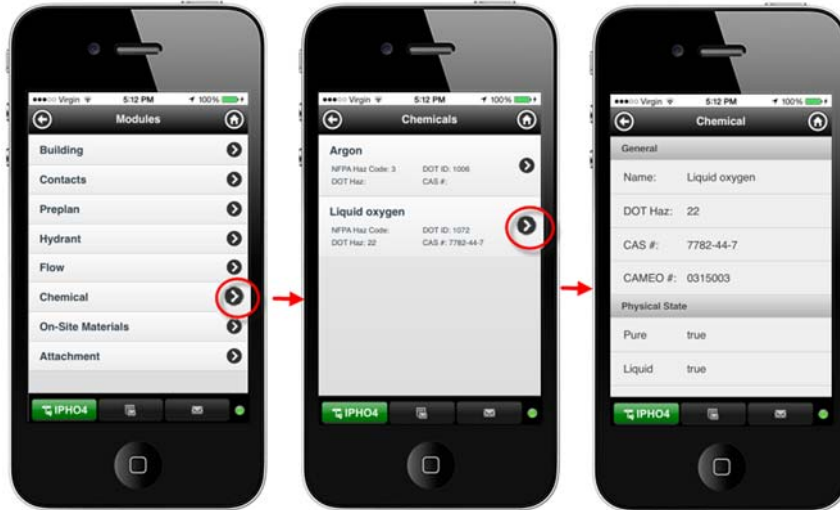 ●●●○○ Virgin 5:12 PM 100%
Modules
Building
Contacts
Preplan
Hydrant
Flow
Chemical
On-Site Materials
Attachment
IPHO4
●●●○○ Virgin 5:12 PM 100%
Chemicals
Argon
NFPA Haz Code: 3 DOT ID: 1006
DOT Haz: CAS #:
Liquid oxygen
NFPA Haz Code: DOT ID: 1072
DOT Haz: 22 CAS #: 7782-44-7
IPHO4
●●●○○ Virgin 5:12 PM 100%
Chemical
General
Name: Liquid oxygen
DOT Haz: 22
CAS #: 7782-44-7
CAMEO #: 0315003
Physical State
Pure true
Liquid true
IPHO4